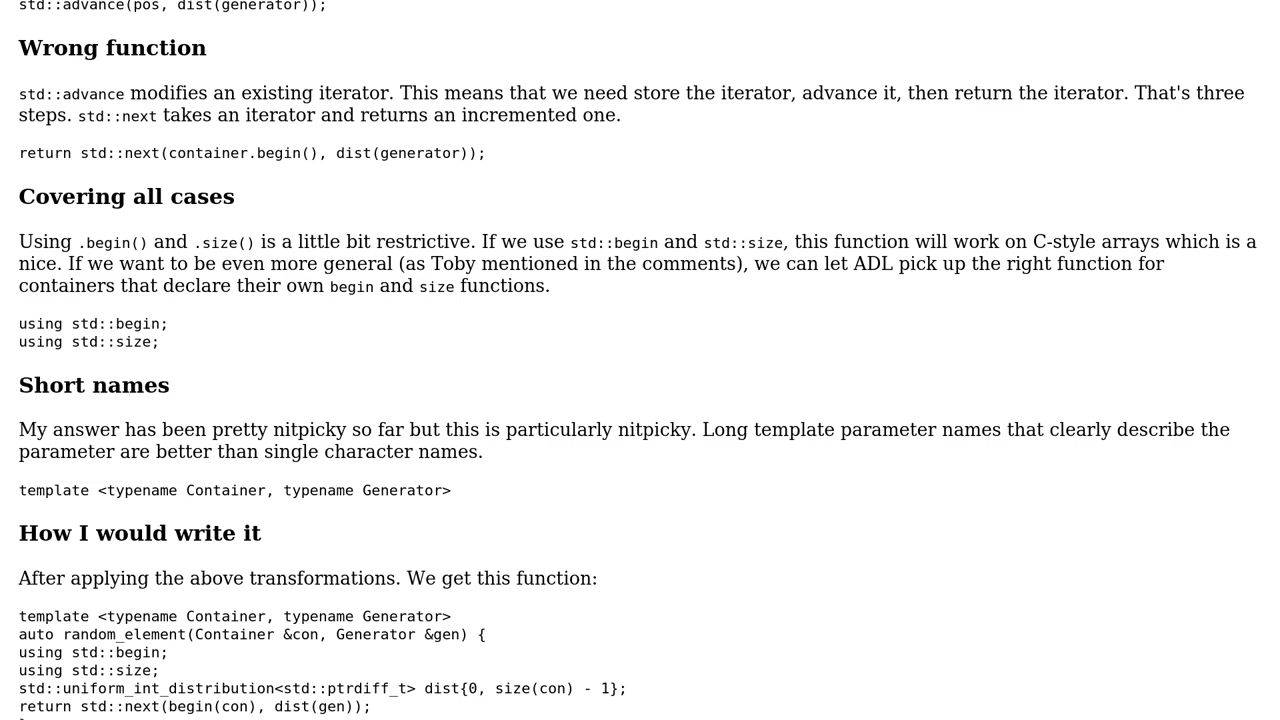 std::advance(pos, dist(generator));
Wrong function
std::advance modifies an existing iterator. This means that we need store the iterator, advance it, then return the iterator. That's three
steps. std::next takes an iterator and returns an incremented one.
return std::next(container.begin(), dist(generator));
Covering all cases
Using .begin() and .size() is a little bit restrictive. If we use std::begin and std::size, this function will work on C-style arrays which is a
nice. If we want to be even more general (as Toby mentioned in the comments), we can let ADL pick up the right function for
containers that declare their own begin and size functions.
using std::begin;
using std::size;
Short names
My answer has been pretty nitpicky so far but this is particularly nitpicky. Long template parameter names that clearly describe the
parameter are better than single character names.
template <typename Container, typename Generator>
How I would write it
After applying the above transformations. We get this function:
template <typename Container, typename Generator>
auto random_element(Container &con, Generator &gen) {
using std::begin;
using std::size;
std::uniform_int_distribution<std::ptrdiff_t> dist{0, size(con) - 1};
return std::next(begin(con), dist(gen));